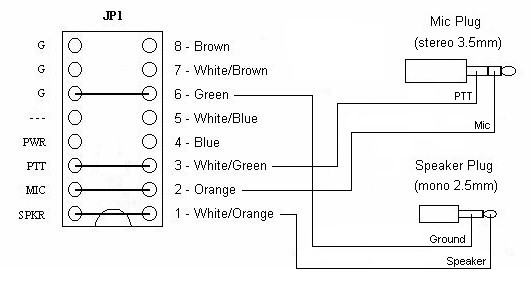 JP1
G 8 - Brown
G 7 - White/Brown
G 6 - Green
--- 5 - White/Blue
PWR 4 - Blue
PTT 3 - White/Green
MIC 2 - Orange
SPKR 1 - White/Orange
Mic Plug
(stereo 3.5mm)
PTT
Mic
Speaker Plug
(mono 2.5mm)
Ground
Speaker